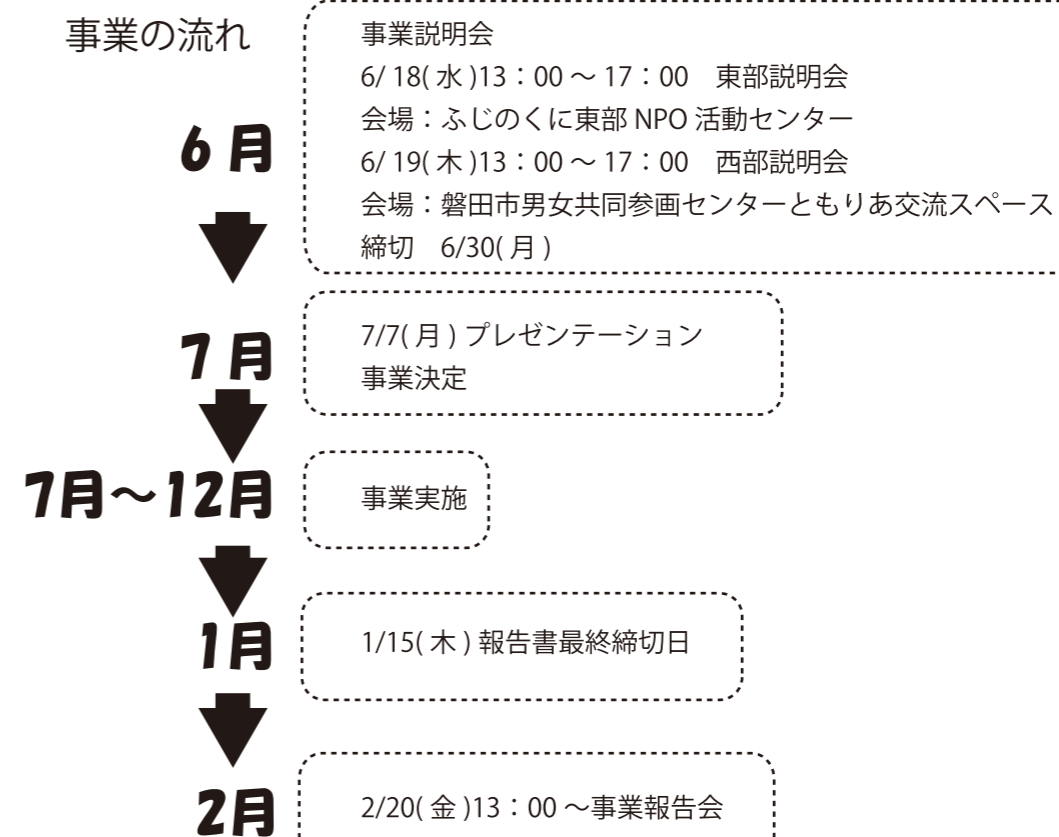 事業の流れ
6月
事業説明会
6/ 18( 水 )13：00 ～ 17：00　東部説明会
会場：ふじのくに東部 NPO 活動センター
6/ 19( 木 )13：00 ～ 17：00　西部説明会
会場：磐田市男女共同参画センターともりあ交流スペース
締切　6/30( 月 )
7月
7/7( 月 ) プレゼンテーション
事業決定
7月～12月
事業実施
1月
1/15( 木 ) 報告書最終締切日
2月
2/20( 金 )13：00 ～事業報告会